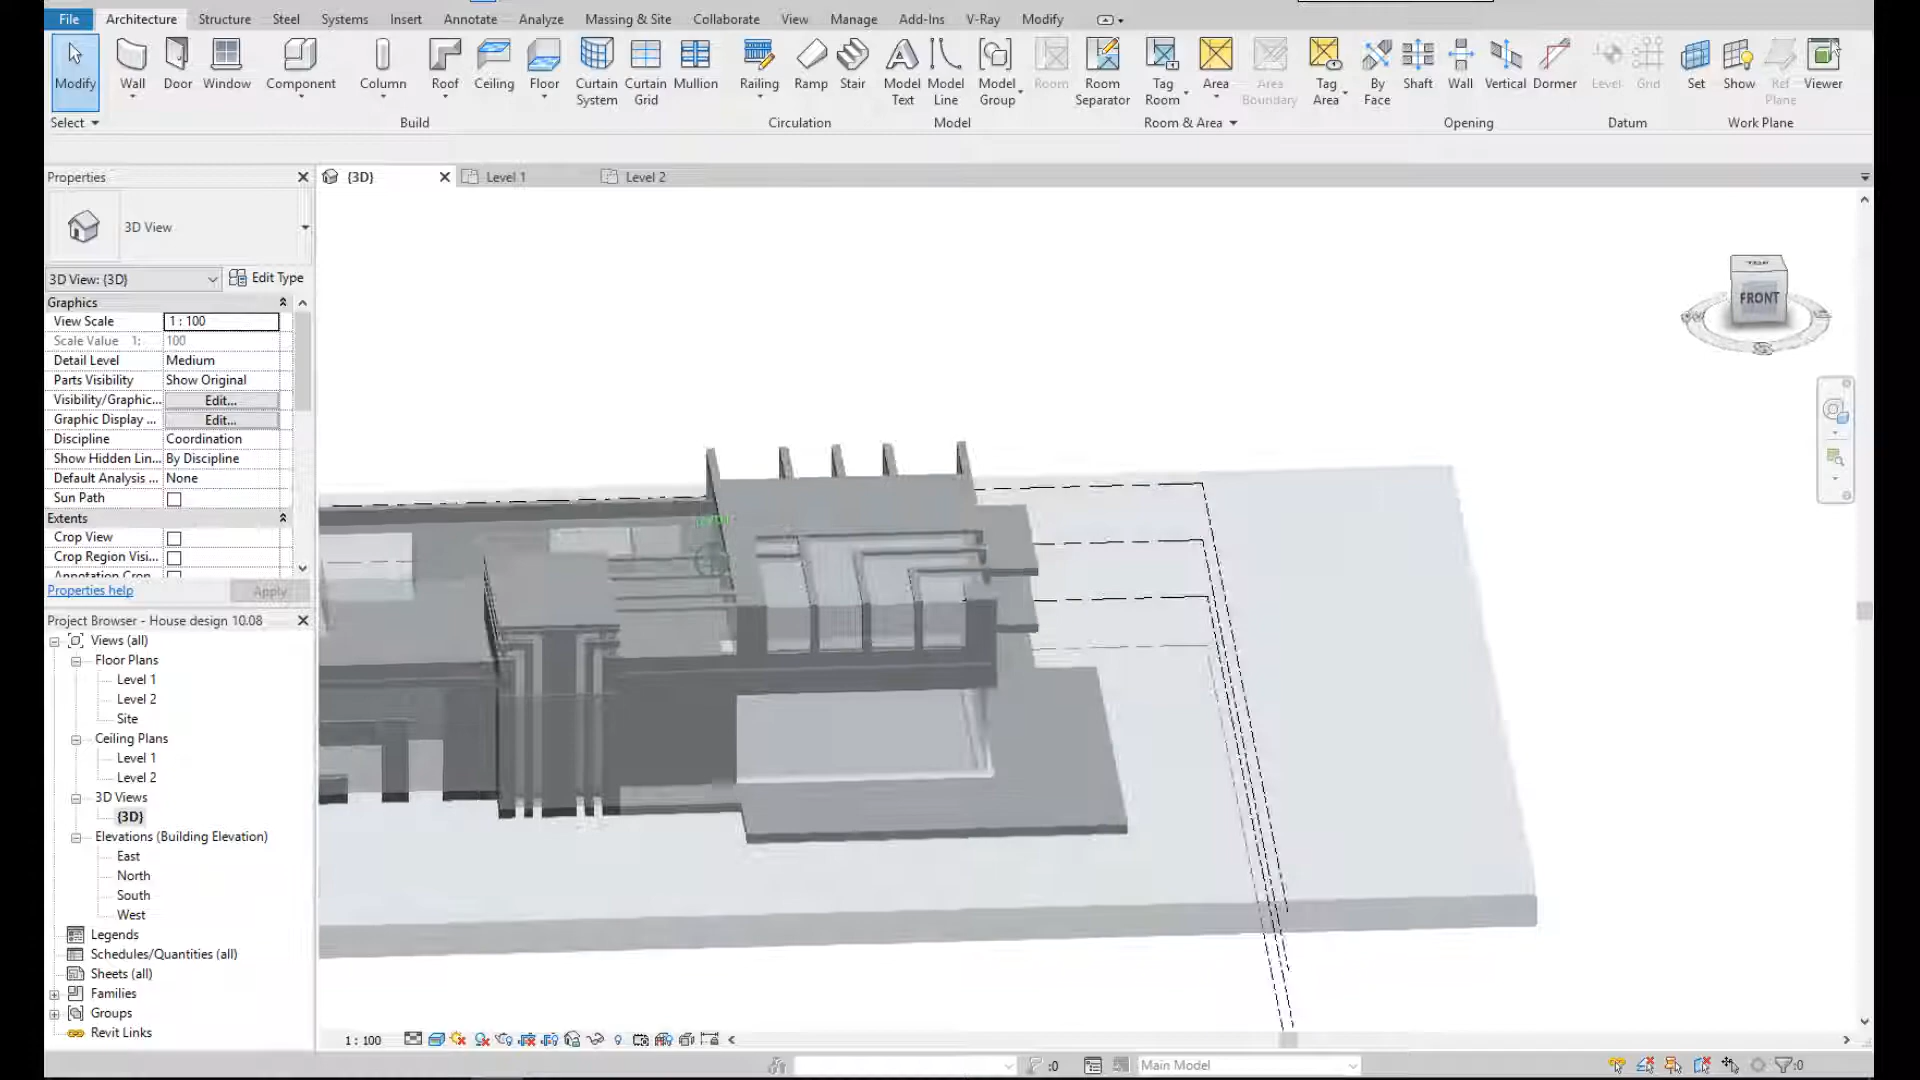 File Architecture Structure Steel Systems Insert Annotate Analyze Massing & Site Collaborate View Manage Add-Ins V-Ray Modify
Modify Wall Door Window Component Column Roof Ceiling Floor Curtain System Curtain Grid Mullion Railing Ramp Stair Model Text Model Line Model Group Room Room Separator Tag Room Area Area Boundary Tag Area By Face Shaft Wall Vertical Dormer Level Grid Set Show Ref Plane Viewer
Select Build Circulation Model Room & Area Opening Datum Work Plane
Properties
{3D} Level 1 Level 2
3D View
3D View: {3D} Edit Type
Graphics
View Scale 1 : 100
Scale Value 1: 100
Detail Level Medium
Parts Visibility Show Original
Visibility/Graphic... Edit...
Graphic Display ... Edit...
Discipline Coordination
Show Hidden Lin... By Discipline
Default Analysis ... None
Sun Path
Extents
Crop View
Crop Region Visi...
Annotation Crop
Properties help Apply
TOP
FRONT
Project Browser - House design 10.08
Views (all)
Floor Plans
Level 1
Level 2
Site
Ceiling Plans
Level 1
Level 2
3D Views
{3D}
Elevations (Building Elevation)
East
North
South
West
Legends
Schedules/Quantities (all)
Sheets (all)
Families
Groups
Revit Links
1 : 100
:0 Main Model :0